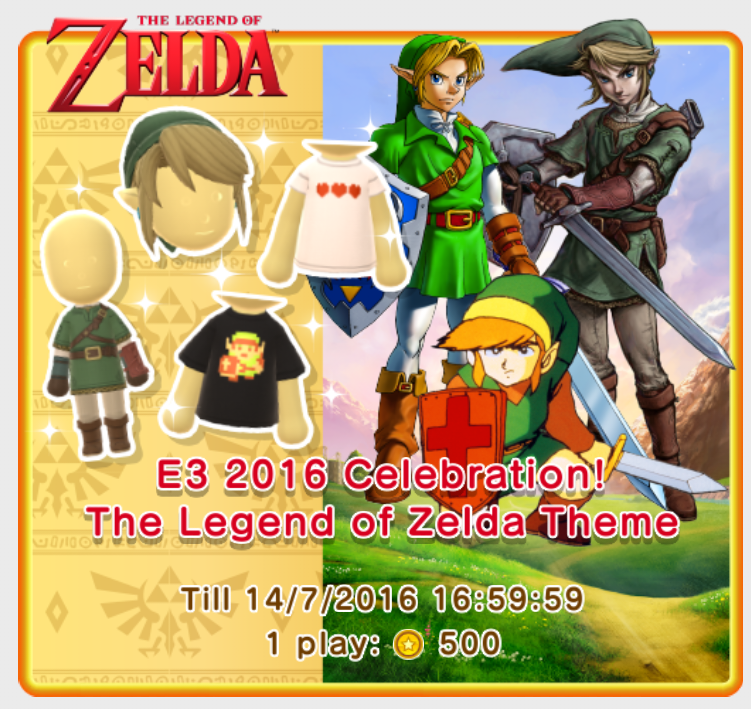 THE LEGEND OF
ZELDA™
E3 2016 Celebration!
The Legend of Zelda Theme
Till 14/7/2016 16:59:59
1 play: 500